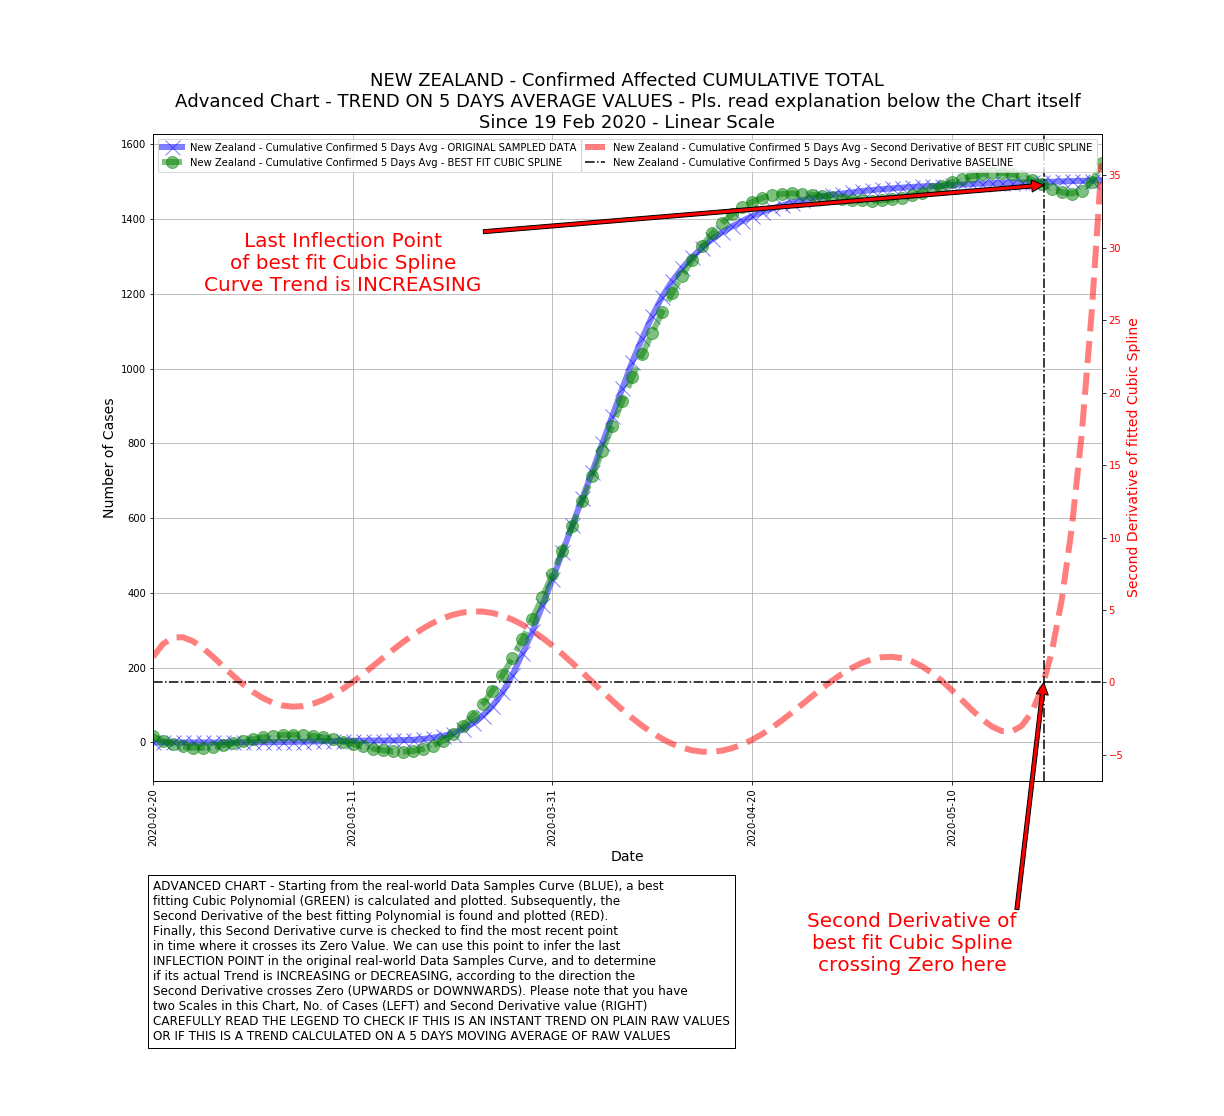 NEW ZEALAND - Confirmed Affected CUMULATIVE TOTAL
Advanced Chart - TREND ON 5 DAYS AVERAGE VALUES - Pls. read explanation below the Chart itself
Since 19 Feb 2020 - Linear Scale
New Zealand - Cumulative Confirmed 5 Days Avg - ORIGINAL SAMPLED DATA
New Zealand - Cumulative Confirmed 5 Days Avg - BEST FIT CUBIC SPLINE
New Zealand - Cumulative Confirmed 5 Days Avg - Second Derivative of BEST FIT CUBIC SPLINE
New Zealand - Cumulative Confirmed 5 Days Avg - Second Derivative BASELINE
Last Inflection Point
of best fit Cubic Spline
Curve Trend is INCREASING
Number of Cases
1600
1400
1200
1000
800
600
400
200
0
35
30
25
20
15
10
5
0
−5
Second Derivative of fitted Cubic Spline
2020-02-20
2020-03-11
2020-03-31
2020-04-20
2020-05-10
Date
ADVANCED CHART - Starting from the real-world Data Samples Curve (BLUE), a best
fitting Cubic Polynomial (GREEN) is calculated and plotted. Subsequently, the
Second Derivative of the best fitting Polynomial is found and plotted (RED).
Finally, this Second Derivative curve is checked to find the most recent point
in time where it crosses its Zero Value. We can use this point to infer the last
INFLECTION POINT in the original real-world Data Samples Curve, and to determine
if its actual Trend is INCREASING or DECREASING, according to the direction the
Second Derivative crosses Zero (UPWARDS or DOWNWARDS). Please note that you have
two Scales in this Chart, No. of Cases (LEFT) and Second Derivative value (RIGHT)
CAREFULLY READ THE LEGEND TO CHECK IF THIS IS AN INSTANT TREND ON PLAIN RAW VALUES
OR IF THIS IS A TREND CALCULATED ON A 5 DAYS MOVING AVERAGE OF RAW VALUES
Second Derivative of
best fit Cubic Spline
crossing Zero here